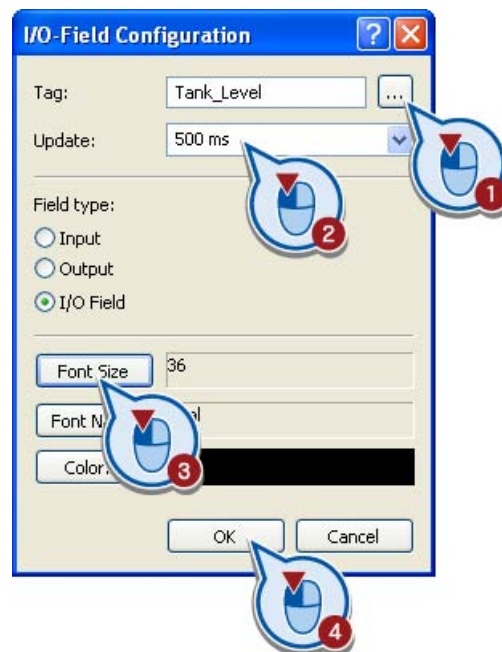 I/O-Field Configuration
Tag: Tank_Level ...
Update: 500 ms
1
2
Field type:
Input
Output
I/O Field
Font Size 36
Font
3
OK Cancel
4